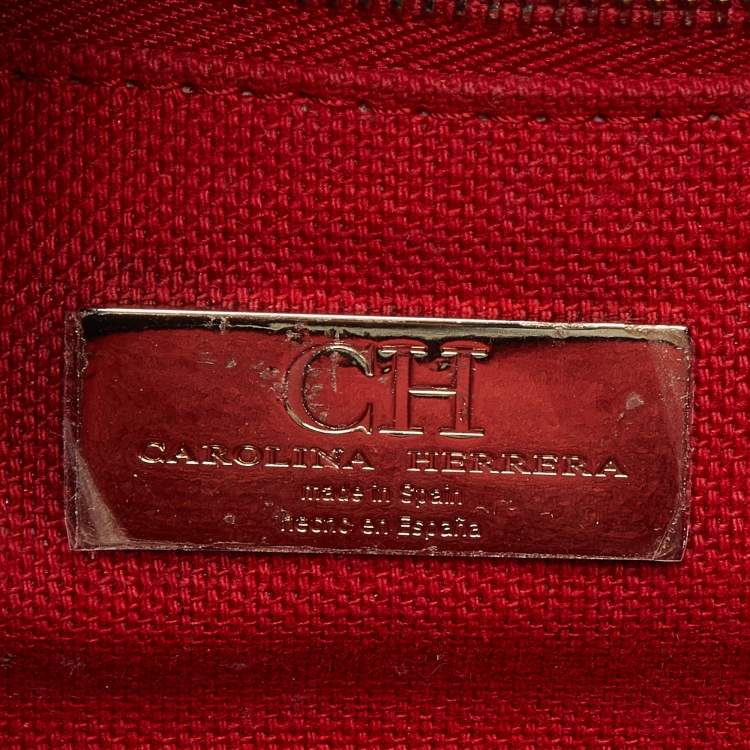 CH
CAROLINA HERRERA
made in Spain
hecho en España